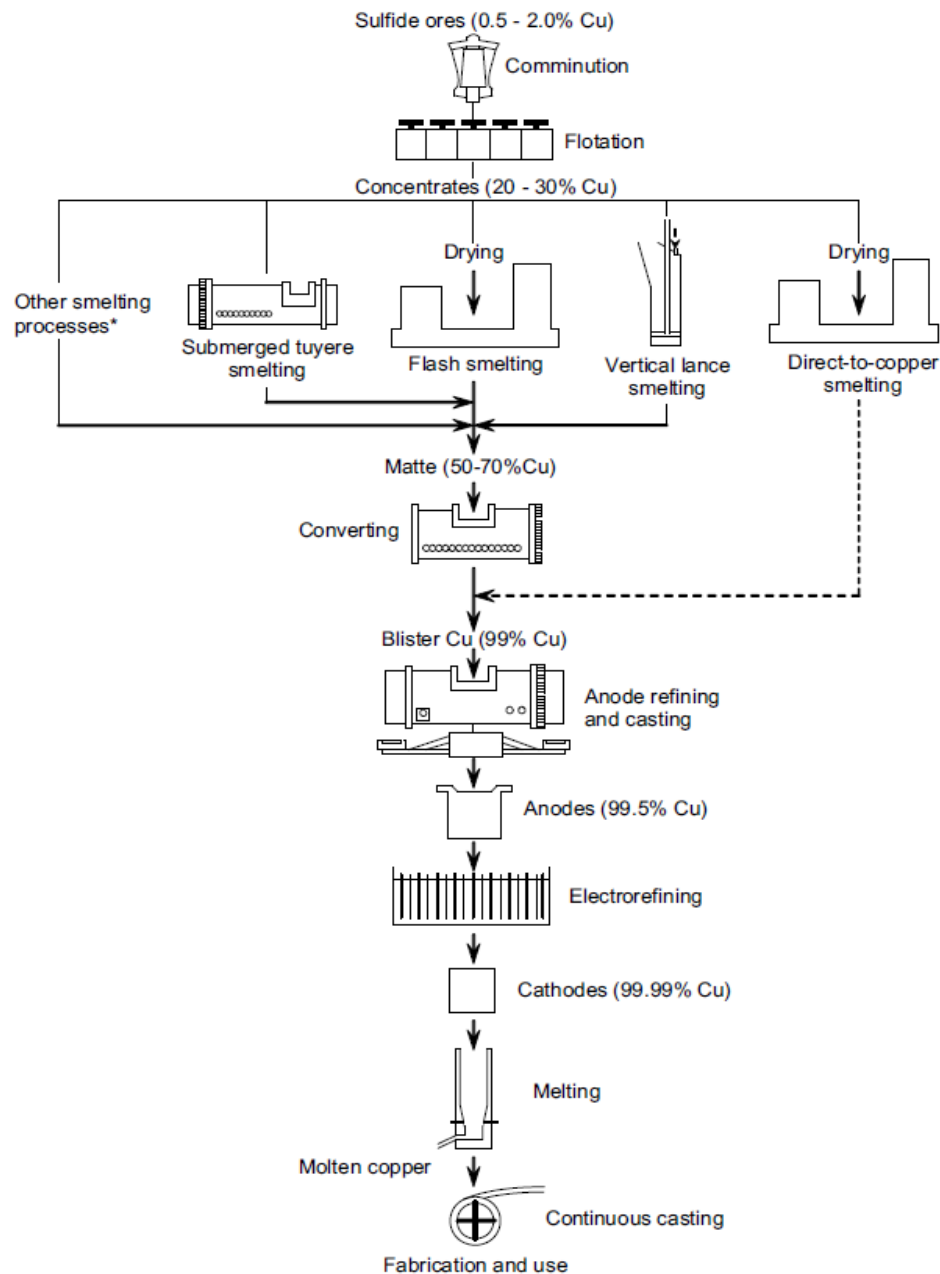 Sulfide ores (0.5 - 2.0% Cu)
Comminution
Flotation
Concentrates (20 - 30% Cu)
Drying
Drying
Other smelting
processes*
Submerged tuyere
smelting
Flash smelting
Vertical lance
smelting
Direct-to-copper
smelting
Matte (50-70%Cu)
Converting
Blister Cu (99% Cu)
Anode refining
and casting
Anodes (99.5% Cu)
Electrorefining
Cathodes (99.99% Cu)
Melting
Molten copper
Continuous casting
Fabrication and use